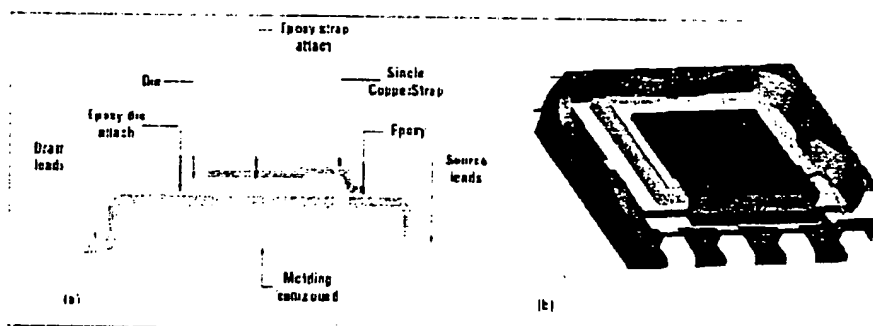 Epoxy strap
attach
Die
Single
Copper Strap
Epoxy die
attach
Epoxy
Drain
leads
Source
leads
Molding
compound
(a)
(b)